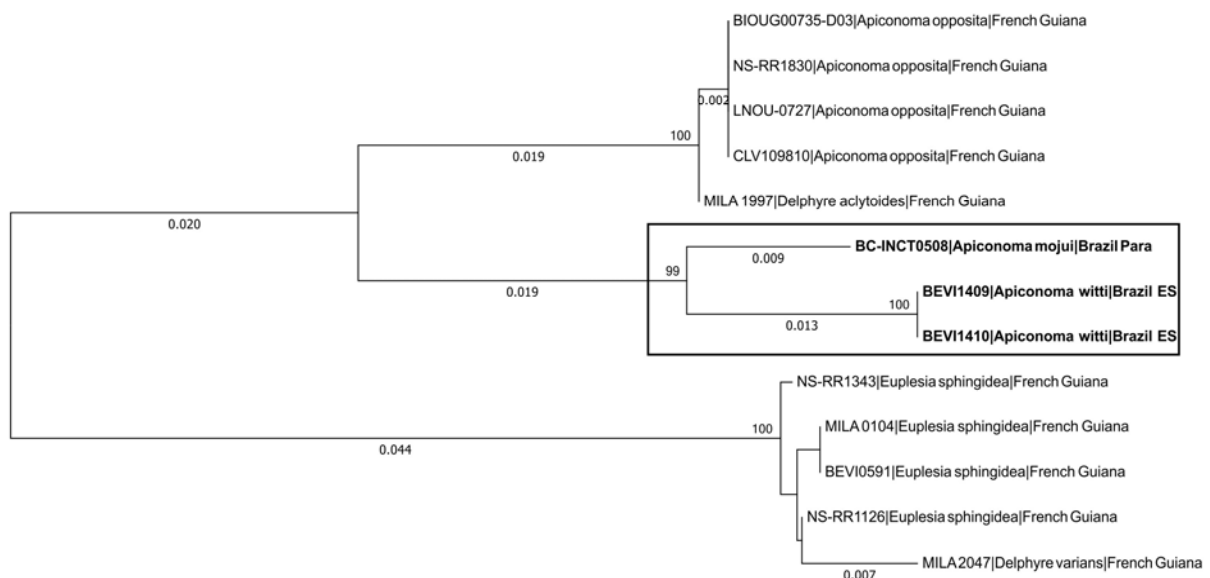 BIOUG00735-D03|Apiconoma opposita|French Guiana
NS-RR1830|Apiconoma opposita|French Guiana
0.002
LNOU-0727|Apiconoma opposita|French Guiana
100
0.019
CLV109810|Apiconoma opposita|French Guiana
MILA 1997|Delphyre aclytoides|French Guiana
0.020
BC-INCT0508|Apiconoma mojui|Brazil Para
99
0.009
0.019
BEVI1409|Apiconoma witti|Brazil ES
100
0.013
BEVI1410|Apiconoma witti|Brazil ES
NS-RR1343|Euplesia sphingidea|French Guiana
MILA 0104|Euplesia sphingidea|French Guiana
100
0.044
BEVI0591|Euplesia sphingidea|French Guiana
NS-RR1126|Euplesia sphingidea|French Guiana
MILA 2047|Delphyre varians|French Guiana
0.007